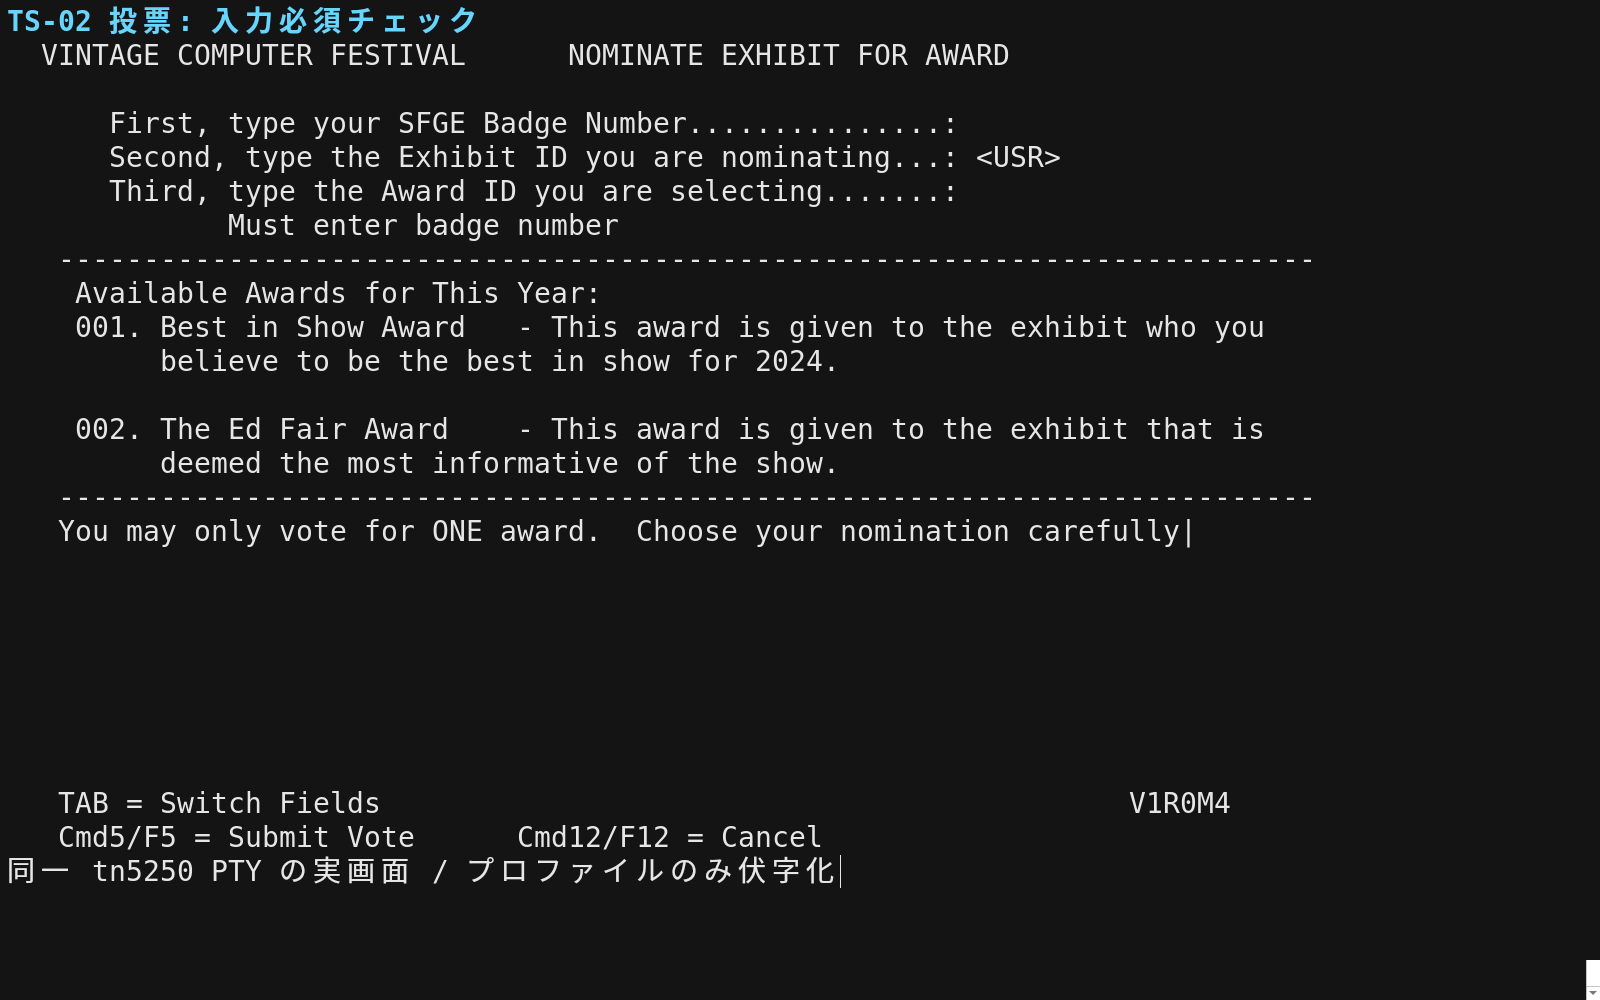 TS-02 投票: 入力必須チェック
VINTAGE COMPUTER FESTIVAL      NOMINATE EXHIBIT FOR AWARD
First, type your SFGE Badge Number...............:
Second, type the Exhibit ID you are nominating...: <USR>
Third, type the Award ID you are selecting.......:
Must enter badge number
--------------------------------------------------------------------------
Available Awards for This Year:
001. Best in Show Award   - This award is given to the exhibit who you
believe to be the best in show for 2024.
002. The Ed Fair Award    - This award is given to the exhibit that is
deemed the most informative of the show.
--------------------------------------------------------------------------
You may only vote for ONE award.  Choose your nomination carefully|
TAB = Switch Fields                                            V1R0M4
Cmd5/F5 = Submit Vote      Cmd12/F12 = Cancel
同一 tn5250 PTY の実画面 / プロファイルのみ伏字化